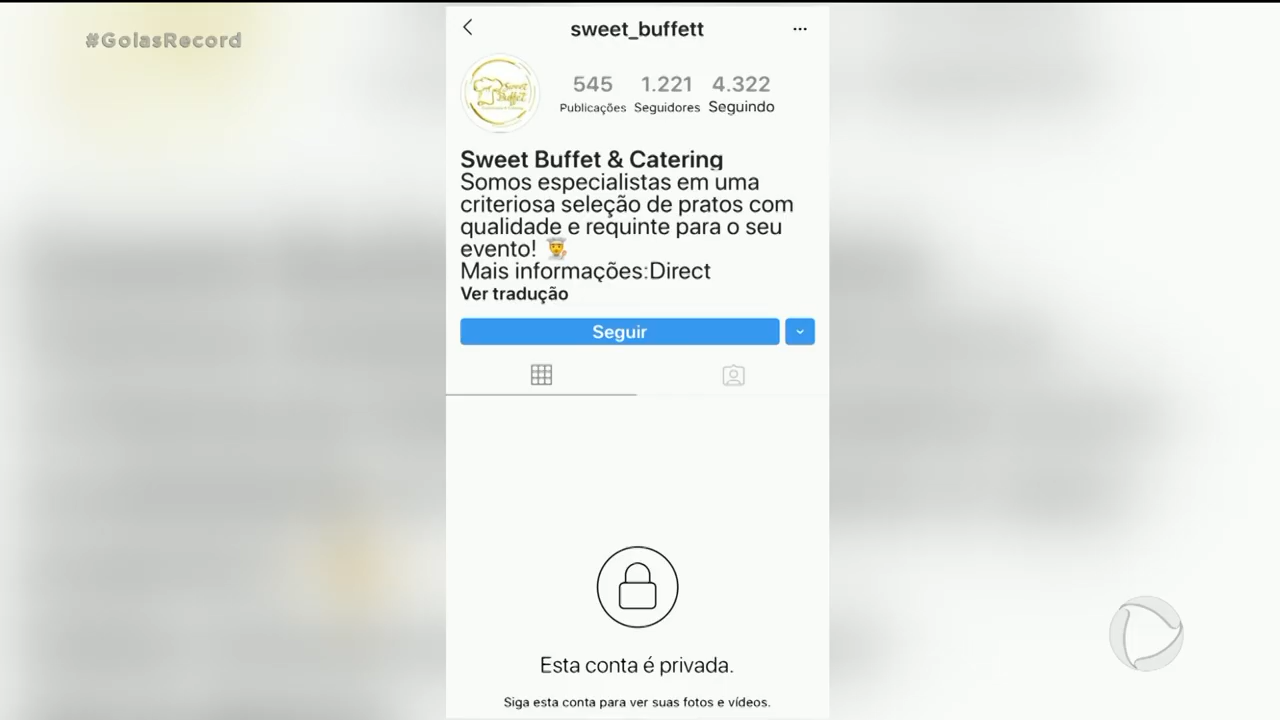 #GolasRecord
sweet_buffett
545 1.221 4.322
Publicações Seguidores Seguindo
Sweet Buffet
Sweet Buffet & Catering
Somos especialistas em uma
criteriosa seleção de pratos com
qualidade e requinte para o seu
evento!
Mais informações:Direct
Ver tradução
Seguir
Esta conta é privada.
Siga esta conta para ver suas fotos e vídeos.